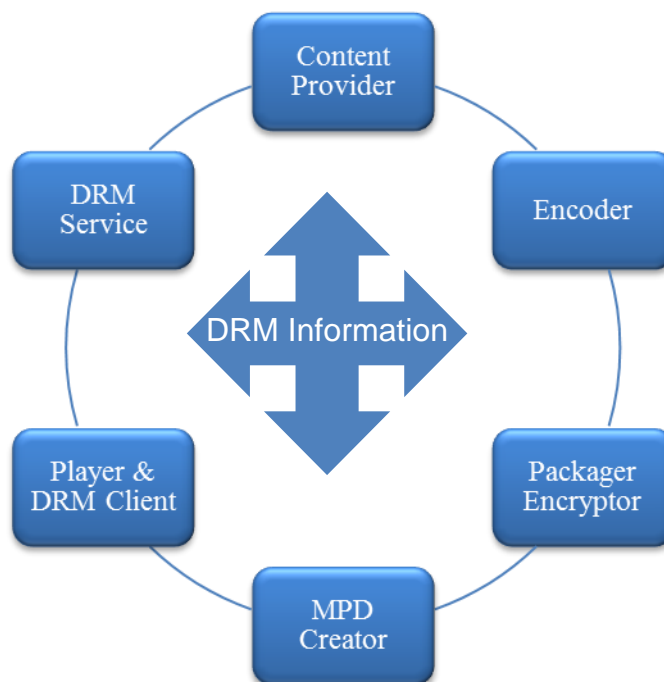 Content
Provider
DRM
Service
Encoder
DRM Information
Player &
DRM Client
Packager
Encryptor
MPD
Creator